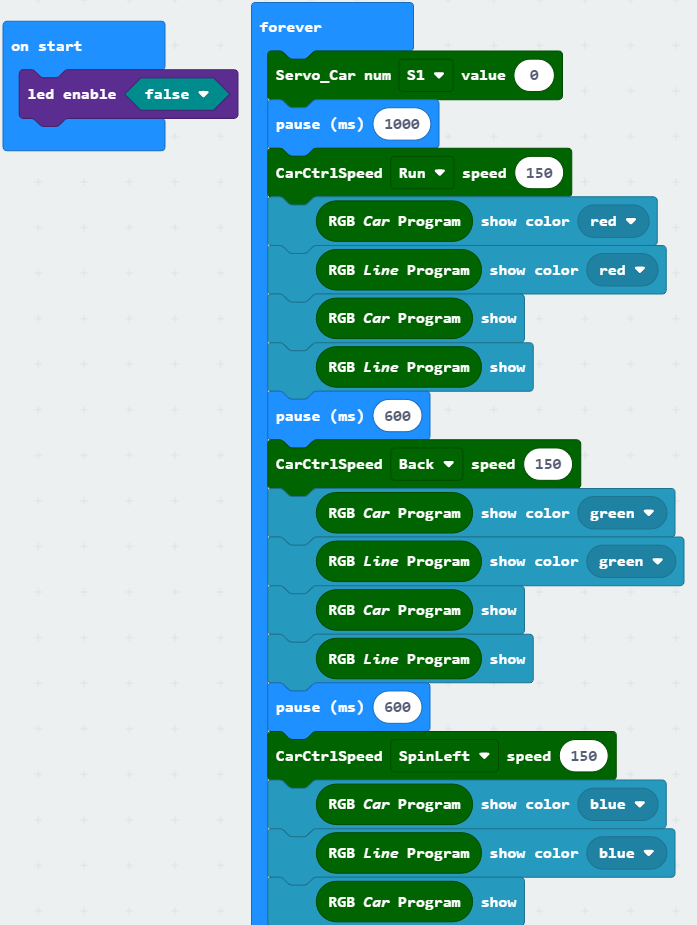 on start
led enable false
forever
Servo_Car num S1 value 0
pause (ms) 1000
CarCtrlSpeed Run speed 150
RGB Car Program show color red
RGB Line Program show color red
RGB Car Program show
RGB Line Program show
pause (ms) 600
CarCtrlSpeed Back speed 150
RGB Car Program show color green
RGB Line Program show color green
RGB Car Program show
RGB Line Program show
pause (ms) 600
CarCtrlSpeed SpinLeft speed 150
RGB Car Program show color blue
RGB Line Program show color blue
RGB Car Program show